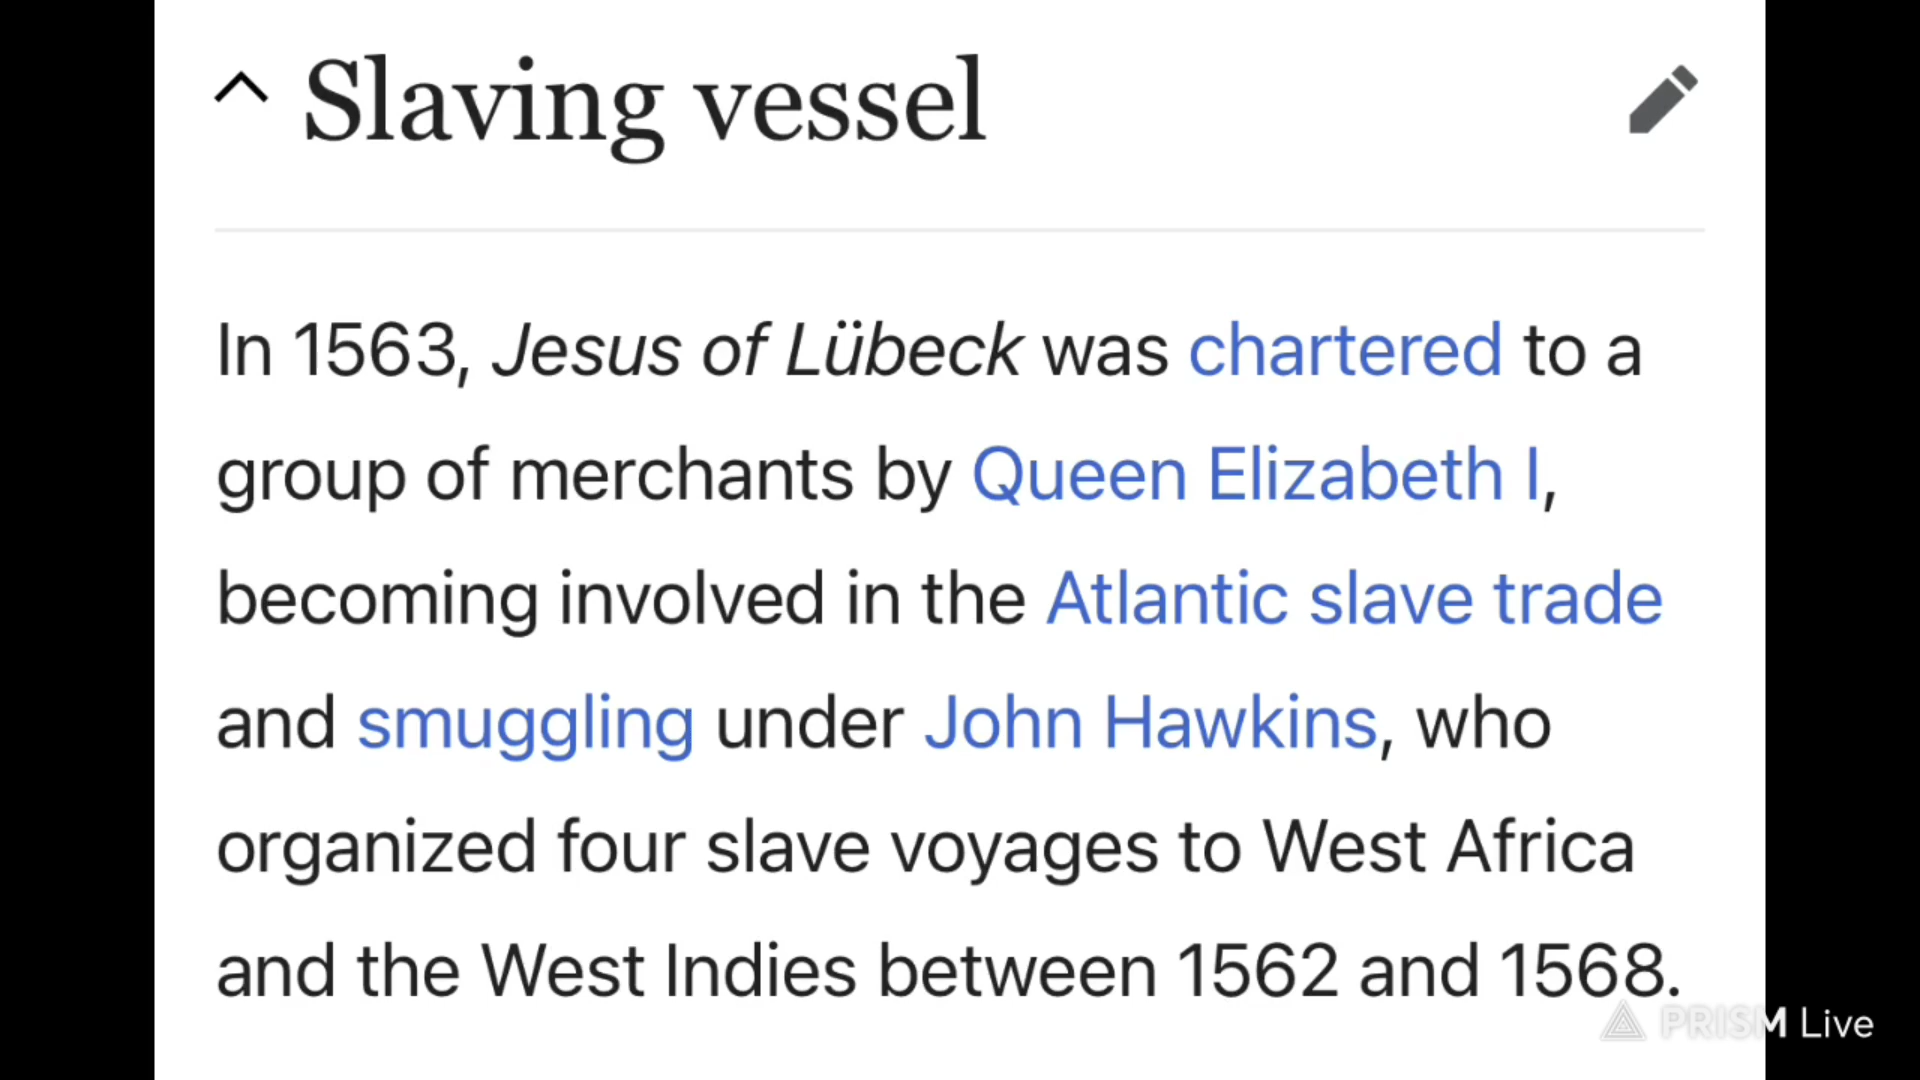 Slaving vessel
In 1563, Jesus of Lübeck was chartered to a
group of merchants by Queen Elizabeth I,
becoming involved in the Atlantic slave trade
and smuggling under John Hawkins, who
organized four slave voyages to West Africa
and the West Indies between 1562 and 1568.
PRISM Live